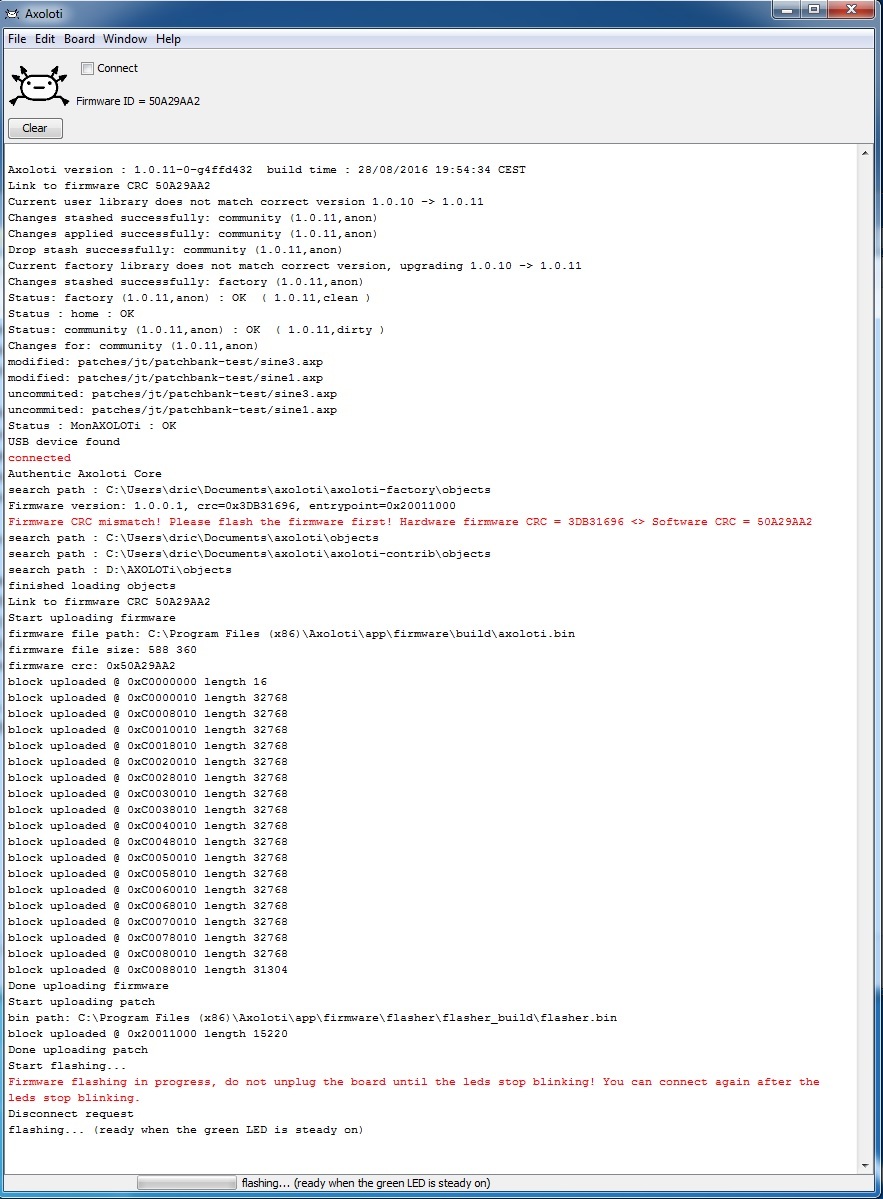 Axoloti
File Edit Board Window Help
Connect
Firmware ID = 50A29AA2
Clear
Axoloti version : 1.0.11-0-g4ffd432  build time : 28/08/2016 19:54:34 CEST
Link to firmware CRC 50A29AA2
Current user library does not match correct version 1.0.10 -> 1.0.11
Changes stashed successfully: community (1.0.11,anon)
Changes applied successfully: community (1.0.11,anon)
Drop stash successfully: community (1.0.11,anon)
Current factory library does not match correct version, upgrading 1.0.10 -> 1.0.11
Changes stashed successfully: factory (1.0.11,anon)
Status: factory (1.0.11,anon) : OK  ( 1.0.11,clean )
Status : home : OK
Status: community (1.0.11,anon) : OK  ( 1.0.11,dirty )
Changes for: community (1.0.11,anon)
modified: patches/jt/patchbank-test/sine3.axp
modified: patches/jt/patchbank-test/sine1.axp
uncommited: patches/jt/patchbank-test/sine3.axp
uncommited: patches/jt/patchbank-test/sine1.axp
Status : MonAXOLOTi : OK
USB device found
connected
Authentic Axoloti Core
search path : C:\Users\dric\Documents\axoloti\axoloti-factory\objects
Firmware version: 1.0.0.1, crc=0x3DB31696, entrypoint=0x20011000
Firmware CRC mismatch! Please flash the firmware first! Hardware firmware CRC = 3DB31696 <> Software CRC = 50A29AA2
search path : C:\Users\dric\Documents\axoloti\objects
search path : C:\Users\dric\Documents\axoloti\axoloti-contrib\objects
search path : D:\AXOLOTi\objects
finished loading objects
Link to firmware CRC 50A29AA2
Start uploading firmware
firmware file path: C:\Program Files (x86)\Axoloti\app\firmware\build\axoloti.bin
firmware file size: 588 360
firmware crc: 0x50A29AA2
block uploaded @ 0xC0000000 length 16
block uploaded @ 0xC0000010 length 32768
block uploaded @ 0xC0008010 length 32768
block uploaded @ 0xC0010010 length 32768
block uploaded @ 0xC0018010 length 32768
block uploaded @ 0xC0020010 length 32768
block uploaded @ 0xC0028010 length 32768
block uploaded @ 0xC0030010 length 32768
block uploaded @ 0xC0038010 length 32768
block uploaded @ 0xC0040010 length 32768
block uploaded @ 0xC0048010 length 32768
block uploaded @ 0xC0050010 length 32768
block uploaded @ 0xC0058010 length 32768
block uploaded @ 0xC0060010 length 32768
block uploaded @ 0xC0068010 length 32768
block uploaded @ 0xC0070010 length 32768
block uploaded @ 0xC0078010 length 32768
block uploaded @ 0xC0080010 length 32768
block uploaded @ 0xC0088010 length 31304
Done uploading firmware
Start uploading patch
bin path: C:\Program Files (x86)\Axoloti\app\firmware\flasher\flasher_build\flasher.bin
block uploaded @ 0x20011000 length 15220
Done uploading patch
Start flashing...
Firmware flashing in progress, do not unplug the board until the leds stop blinking! You can connect again after the
leds stop blinking.
Disconnect request
flashing... (ready when the green LED is steady on)
flashing... (ready when the green LED is steady on)